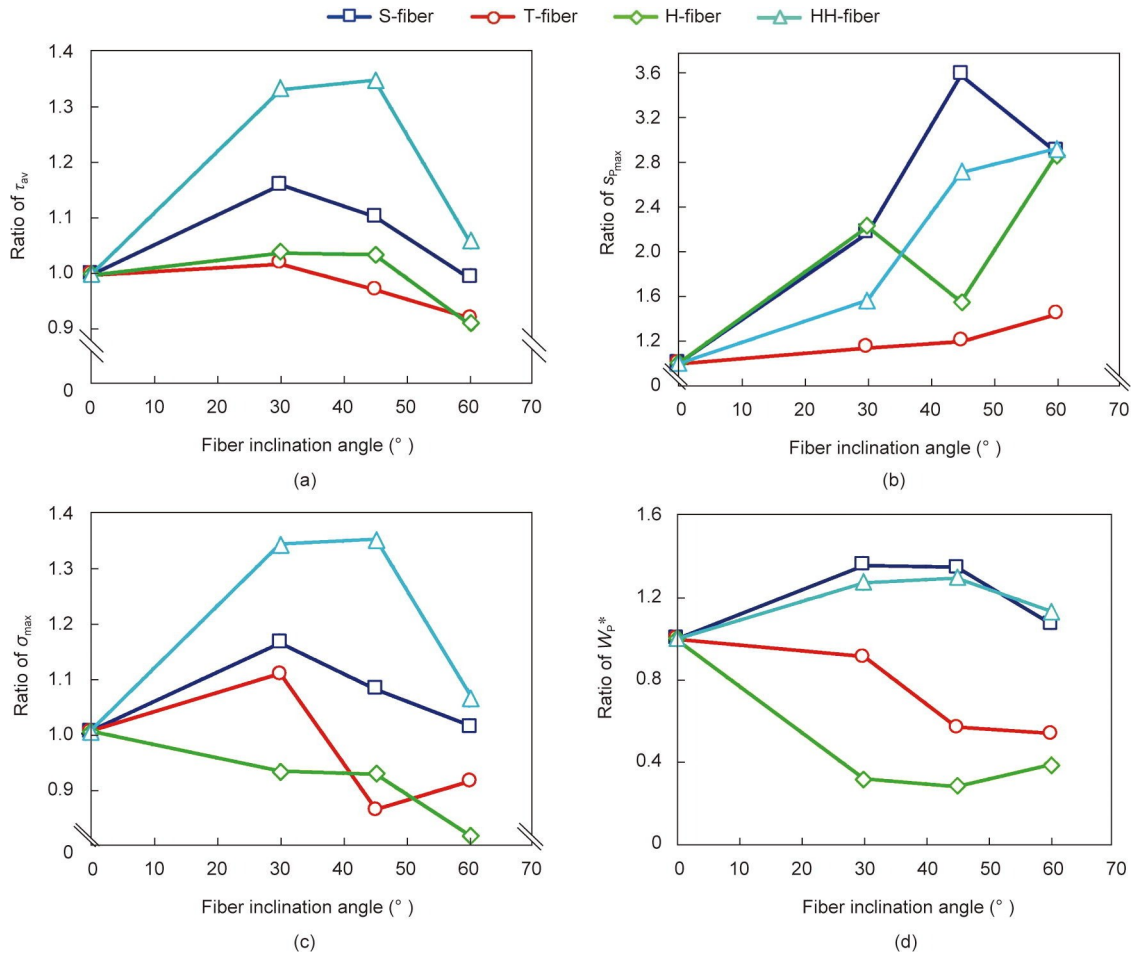 S-fiber T-fiber H-fiber HH-fiber
1.4
1.3
1.2
1.1
1.0
0.9
0
Ratio of τav
0 10 20 30 40 50 60 70
Fiber inclination angle (° )
(a)
3.6
3.2
2.8
2.4
2.0
1.6
1.2
0
Ratio of sPmax
0 10 20 30 40 50 60 70
Fiber inclination angle (° )
(b)
1.4
1.3
1.2
1.1
1.0
0.9
0
Ratio of σmax
0 10 20 30 40 50 60 70
Fiber inclination angle (° )
(c)
1.6
1.2
0.8
0.4
0
Ratio of WP*
0 10 20 30 40 50 60 70
Fiber inclination angle (° )
(d)